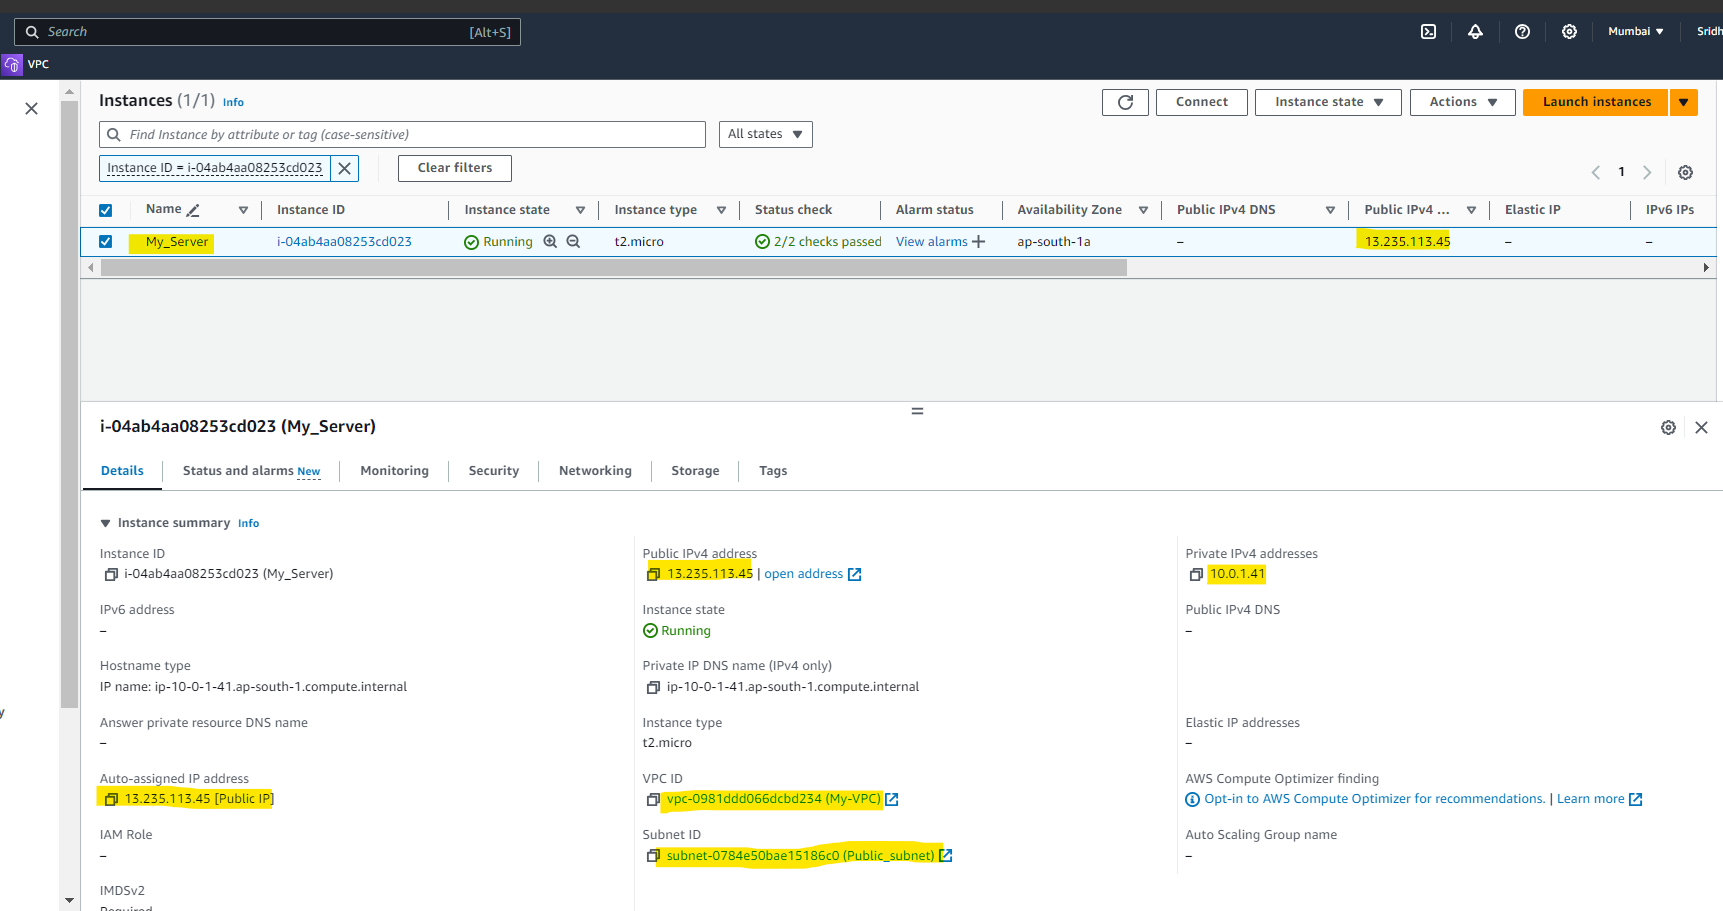 Search [Alt+S] Mumbai ▼ Sridh
VPC
Instances (1/1) Info
Connect Instance state ▼ Actions ▼ Launch instances ▼
Find Instance by attribute or tag (case-sensitive) All states ▼
Instance ID = i-04ab4aa08253cd023 Clear filters
1
Name Instance ID Instance state Instance type Status check Alarm status Availability Zone Public IPv4 DNS Public IPv4 ... Elastic IP IPv6 IPs
My_Server i-04ab4aa08253cd023 Running t2.micro 2/2 checks passed View alarms + ap-south-1a – 13.235.113.45 – –
i-04ab4aa08253cd023 (My_Server)
Details Status and alarms New Monitoring Security Networking Storage Tags
▼ Instance summary Info
Instance ID
i-04ab4aa08253cd023 (My_Server)
Public IPv4 address
13.235.113.45 | open address
Private IPv4 addresses
10.0.1.41
IPv6 address
–
Instance state
Running
Public IPv4 DNS
–
Hostname type
IP name: ip-10-0-1-41.ap-south-1.compute.internal
Private IP DNS name (IPv4 only)
ip-10-0-1-41.ap-south-1.compute.internal
y
Answer private resource DNS name
–
Instance type
t2.micro
Elastic IP addresses
–
Auto-assigned IP address
13.235.113.45 [Public IP]
VPC ID
vpc-0981ddd066dcbd234 (My-VPC)
AWS Compute Optimizer finding
Opt-in to AWS Compute Optimizer for recommendations. | Learn more
IAM Role
–
Subnet ID
subnet-0784e50bae15186c0 (Public_subnet)
Auto Scaling Group name
–
IMDSv2
Required